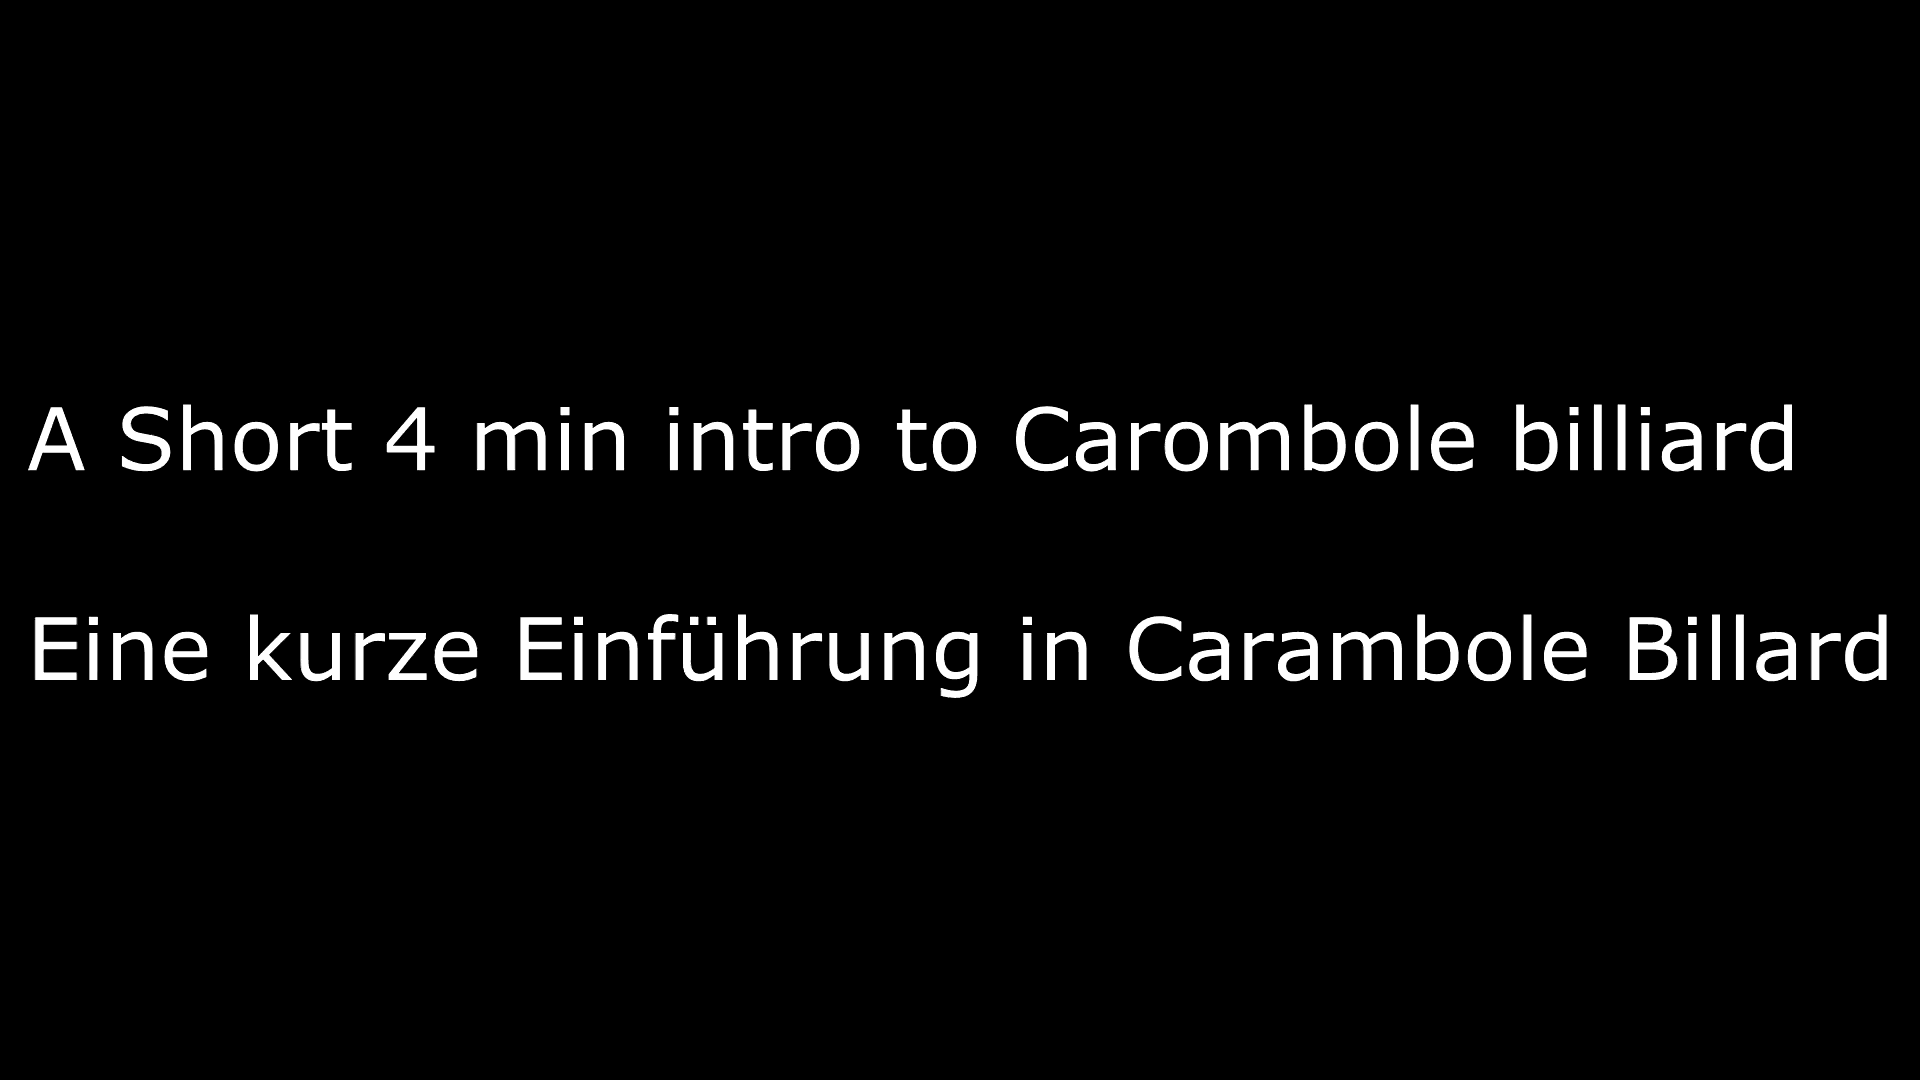 A Short 4 min intro to Carombole billiard
Eine kurze Einführung in Carambole Billard